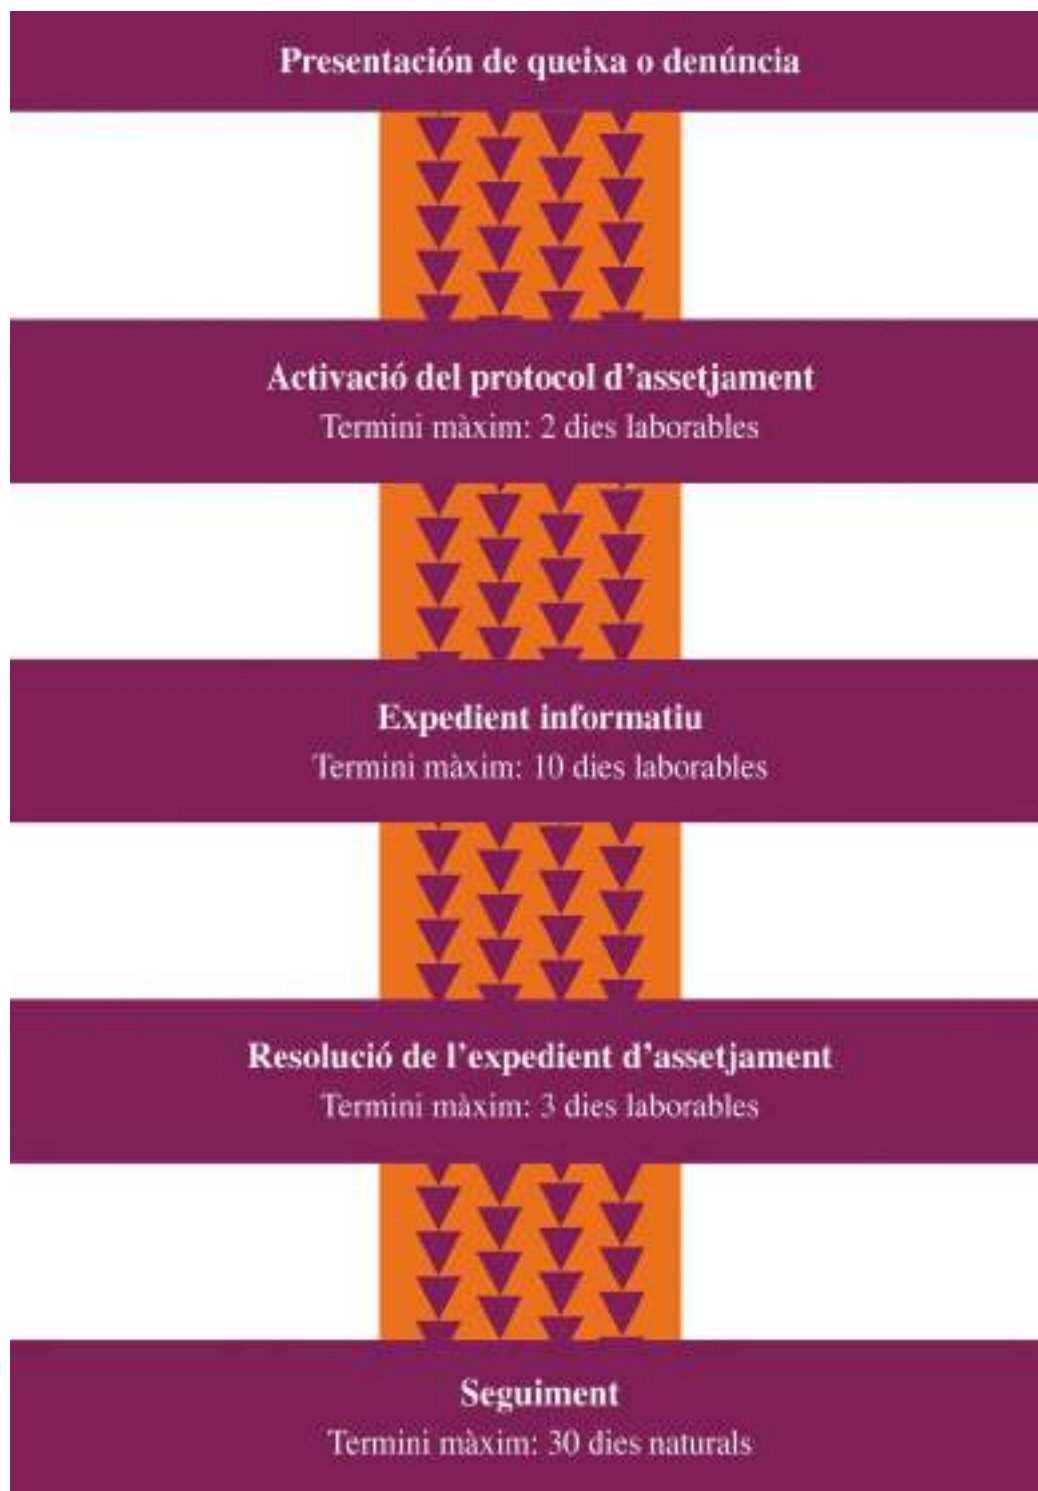 Presentación de queixa o denúncia
Activació del protocol d’assetjament
Termini màxim: 2 dies laborables
Expedient informatiu
Termini màxim: 10 dies laborables
Resolució de l’expedient d’assetjament
Termini màxim: 3 dies laborables
Seguiment
Termini màxim: 30 dies naturals